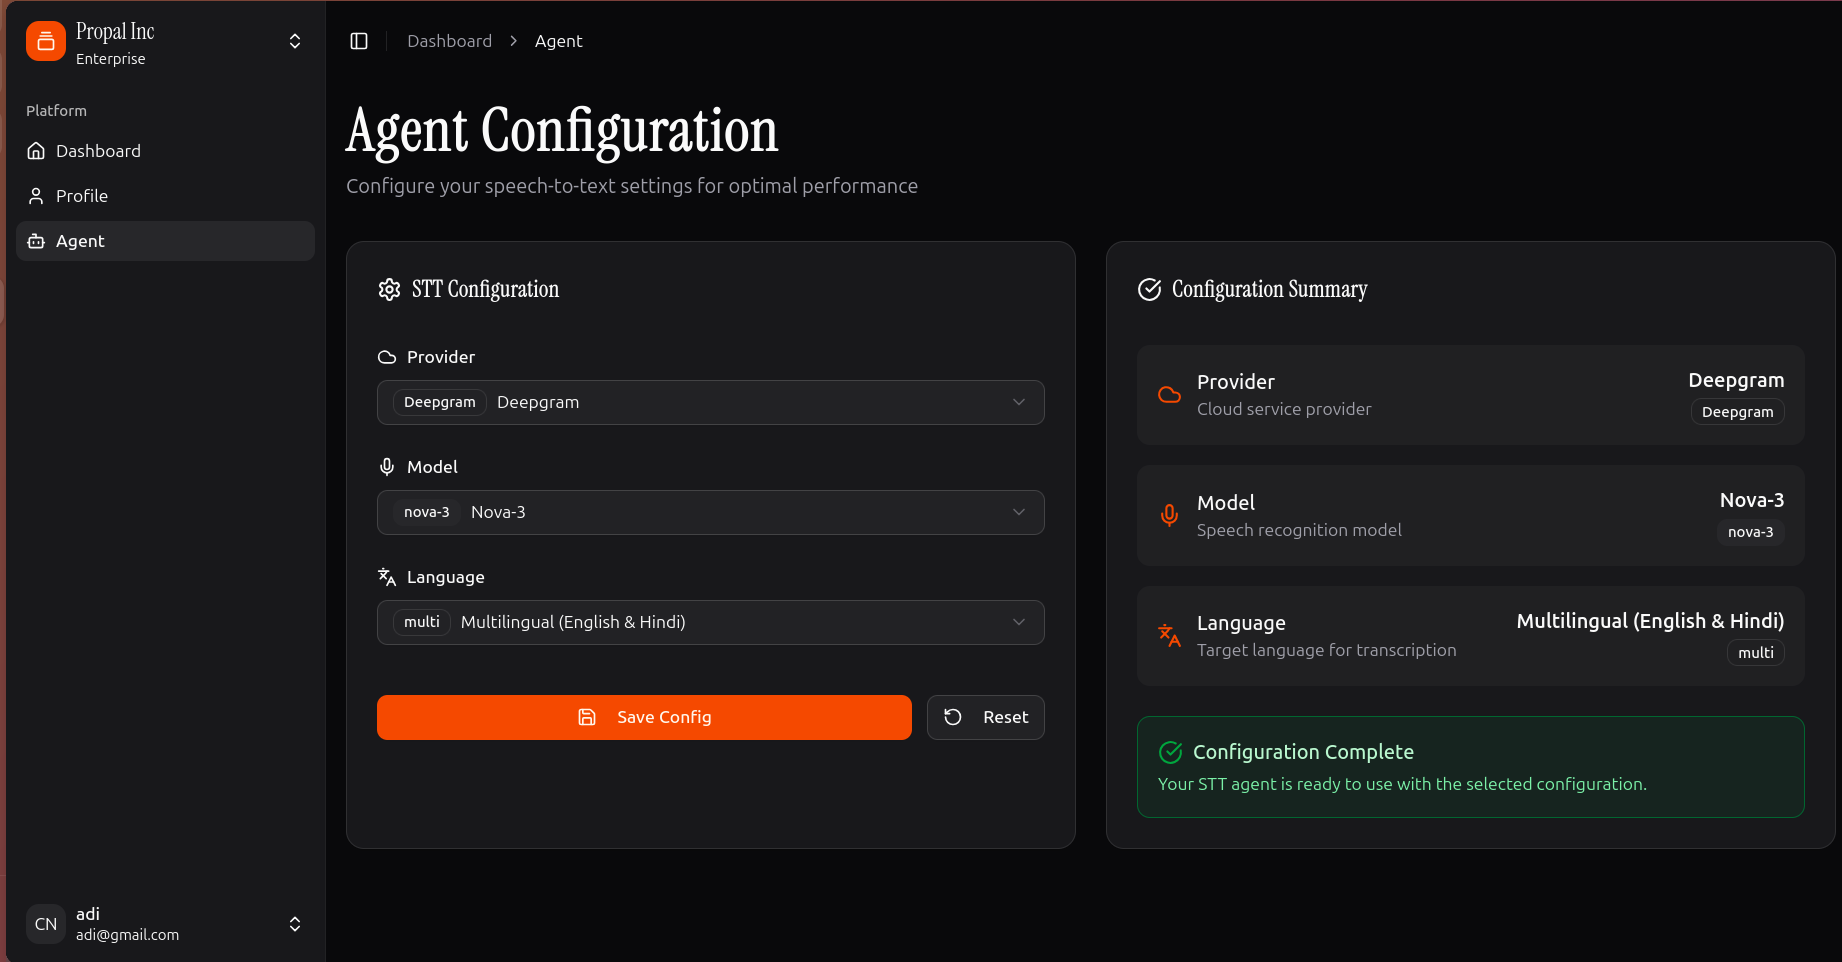 Propal Inc
Enterprise
Platform
Dashboard
Profile
Agent
CN
adi
adi@gmail.com
Dashboard > Agent
Agent Configuration
Configure your speech-to-text settings for optimal performance
STT Configuration
Provider
Deepgram Deepgram
Model
nova-3 Nova-3
Language
multi Multilingual (English & Hindi)
Save Config
Reset
Configuration Summary
Provider
Cloud service provider
Deepgram
Deepgram
Model
Speech recognition model
Nova-3
nova-3
Language
Target language for transcription
Multilingual (English & Hindi)
multi
Configuration Complete
Your STT agent is ready to use with the selected configuration.